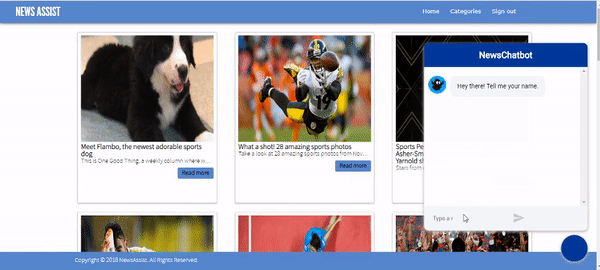 NEWS ASSIST
Home Categories Sign out
NewsChatbot
Hey there! Tell me your name.
Meet Flambo, the newest adorable sports
dog
This is One Good Thing, a weekly column where w...
Read more
What a shot! 28 amazing sports photos
Take a look at 28 amazing sports photos from Nov...
Read more
Sports Pe
Asher-Sm
Yarnold sh
Stars from
Type a r
Copyright © 2018 NewsAssist. All Rights Reserved.